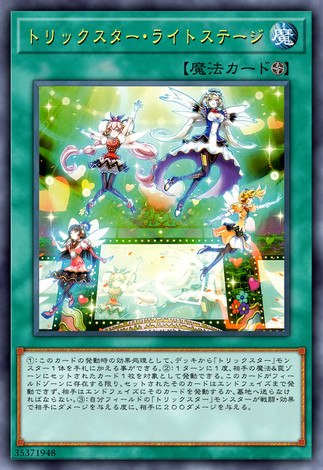 トリックスター・ライトステージ
魔
【魔法カード】
①：このカードの発動時の効果処理として、デッキから「トリックスター」モン
スター1体を手札に加える事ができる。②：1ターンに1度、相手の魔法&罠ゾ
ーンにセットされたカード1枚を対象として発動できる。このカードがフィー
ルドゾーンに存在する限り、セットされたそのカードはエンドフェイズまで発
動できず、相手はエンドフェイズにそのカードを発動するか、墓地へ送らなく
ければならない。③：自分フィールドの「トリックスター」モンスターが戦闘・効果
で相手にダメージを与える度に、相手に200ダメージを与える。
35371948